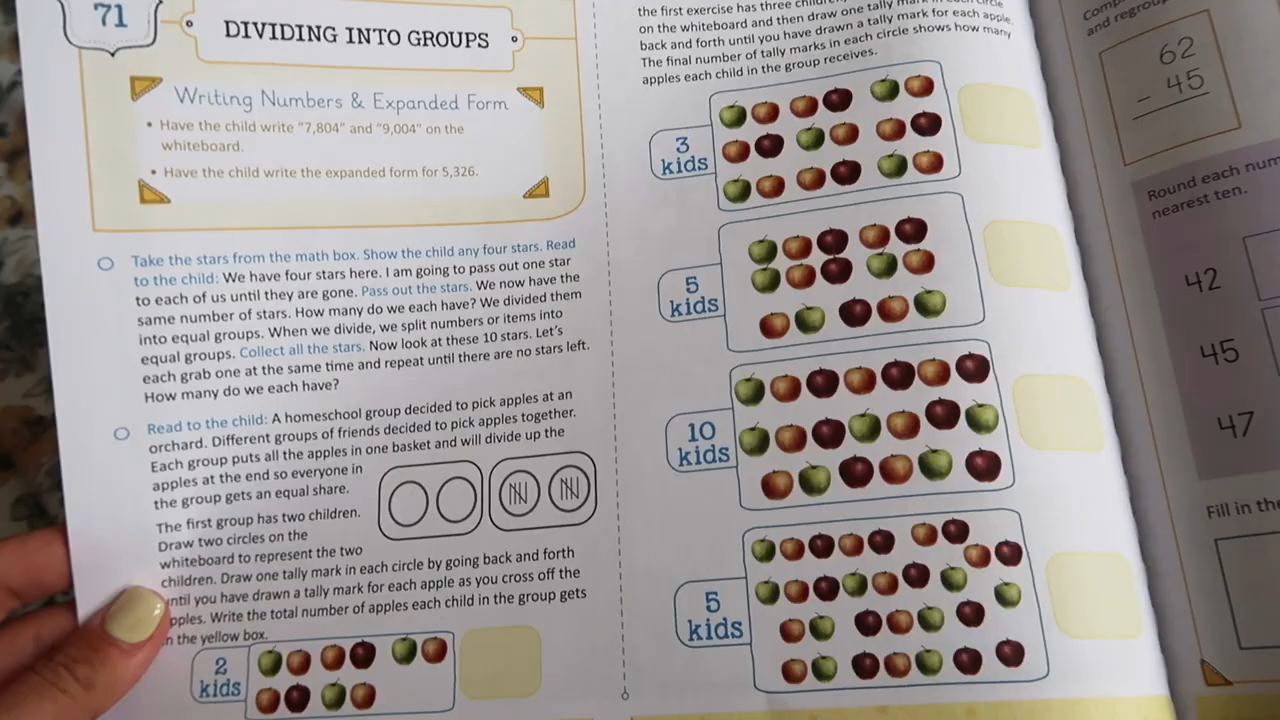 71
DIVIDING INTO GROUPS
Writing Numbers & Expanded Form
• Have the child write "7,804" and "9,004" on the
whiteboard.
• Have the child write the expanded form for 5,326.
Take the stars from the math box. Show the child any four stars. Read
to the child: We have four stars here. I am going to pass out one star
to each of us until they are gone. Pass out the stars. We now have the
same number of stars. How many do we each have? We divided them
into equal groups. When we divide, we split numbers or items into
equal groups. Collect all the stars. Now look at these 10 stars. Let's
each grab one at the same time and repeat until there are no stars left.
How many do we each have?
Read to the child: A homeschool group decided to pick apples at an
orchard. Different groups of friends decided to pick apples together.
Each group puts all the apples in one basket and will divide up the
apples at the end so everyone in
the group gets an equal share.
The first group has two children.
Draw two circles on the
whiteboard to represent the two
children. Draw one tally mark in each circle by going back and forth
until you have drawn a tally mark for each apple as you cross off the
pples. Write the total number of apples each child in the group gets
n the yellow box.
2
kids
the first exercise has three children,
on the whiteboard and then draw one tally mark in each circle
back and forth until you have drawn a tally mark for each apple.
The final number of tally marks in each circle shows how many
apples each child in the group receives.
3
kids
5
kids
10
kids
5
kids
and regrou
62
- 45
Round each num
nearest ten.
42
45
47
Fill in the